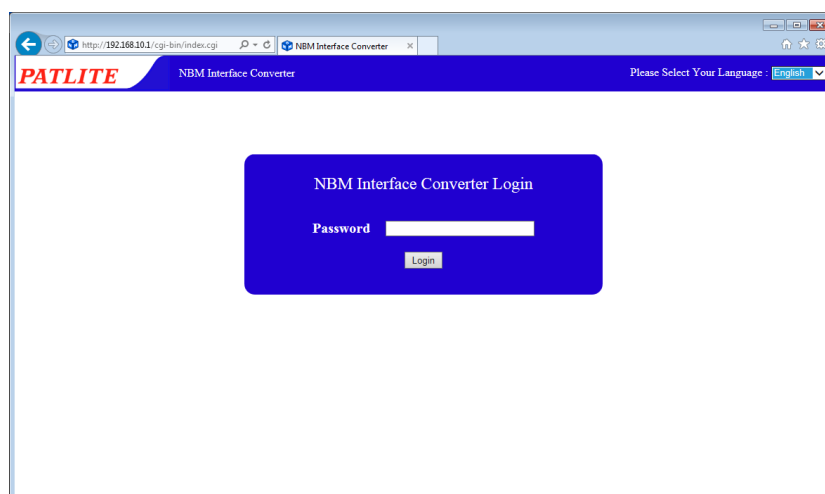 http://192.168.10.1/cgi-bin/index.cgi
NBM Interface Converter
PATLITE
NBM Interface Converter
Please Select Your Language : English
NBM Interface Converter Login
Password
Login